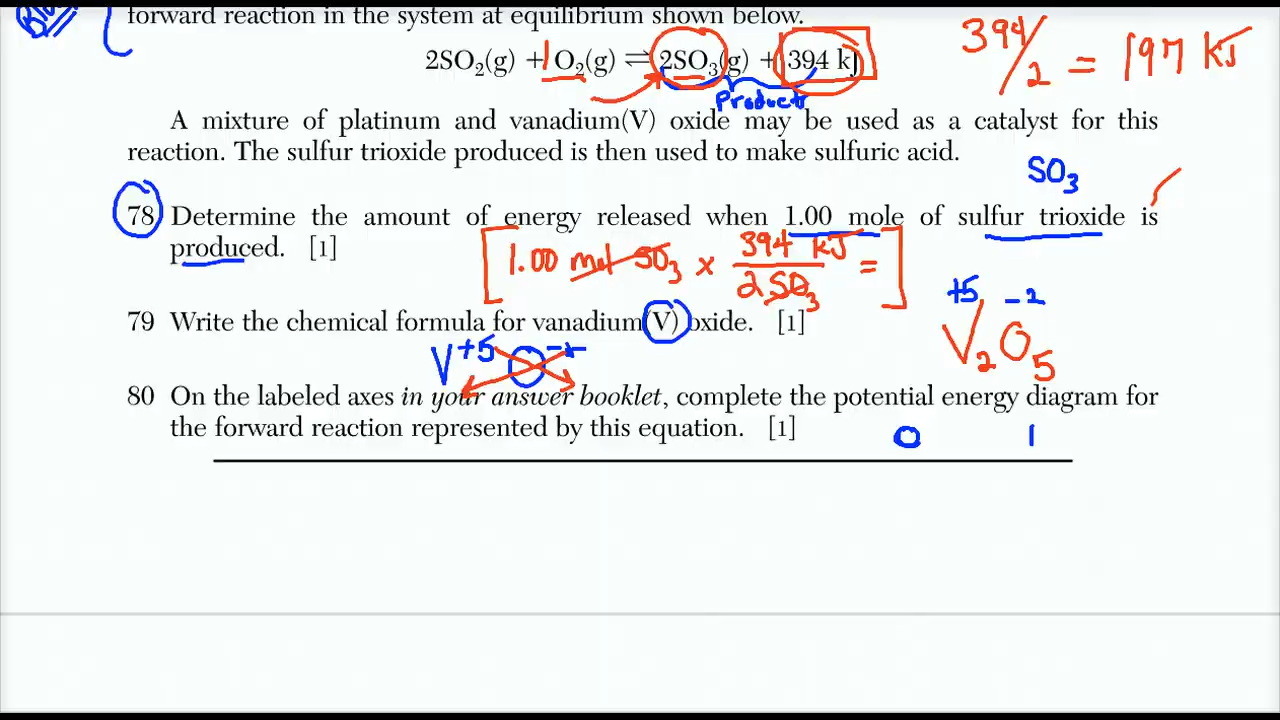 forward reaction in the system at equilibrium shown below.
2SO₂(g) + 1 O₂(g) ⇌ 2SO₃(g) + 394 kJ
394/2 = 197 kJ
Products
A mixture of platinum and vanadium(V) oxide may be used as a catalyst for this
reaction. The sulfur trioxide produced is then used to make sulfuric acid.
SO₃
78 Determine the amount of energy released when 1.00 mole of sulfur trioxide is
produced. [1]
[1.00 mol SO₃ × 394 kJ / 2 SO₃ = ]
+5 -2
79 Write the chemical formula for vanadium(V) oxide. [1]
V₂O₅
V+5 O
80 On the labeled axes in your answer booklet, complete the potential energy diagram for
the forward reaction represented by this equation. [1]
0 1